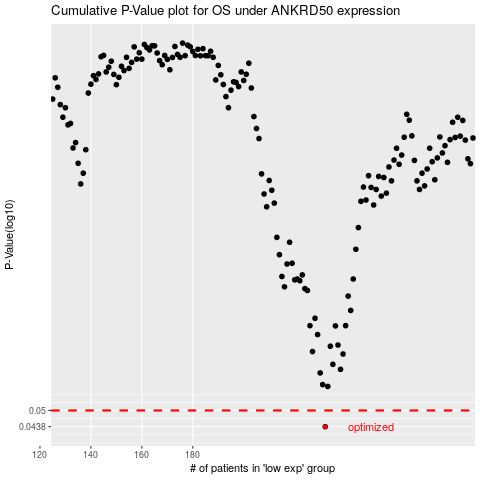 Cumulative P-Value plot for OS under ANKRD50 expression
P-Value(log10)
0.05
0.0438
optimized
120 140 160 180
# of patients in 'low exp' group